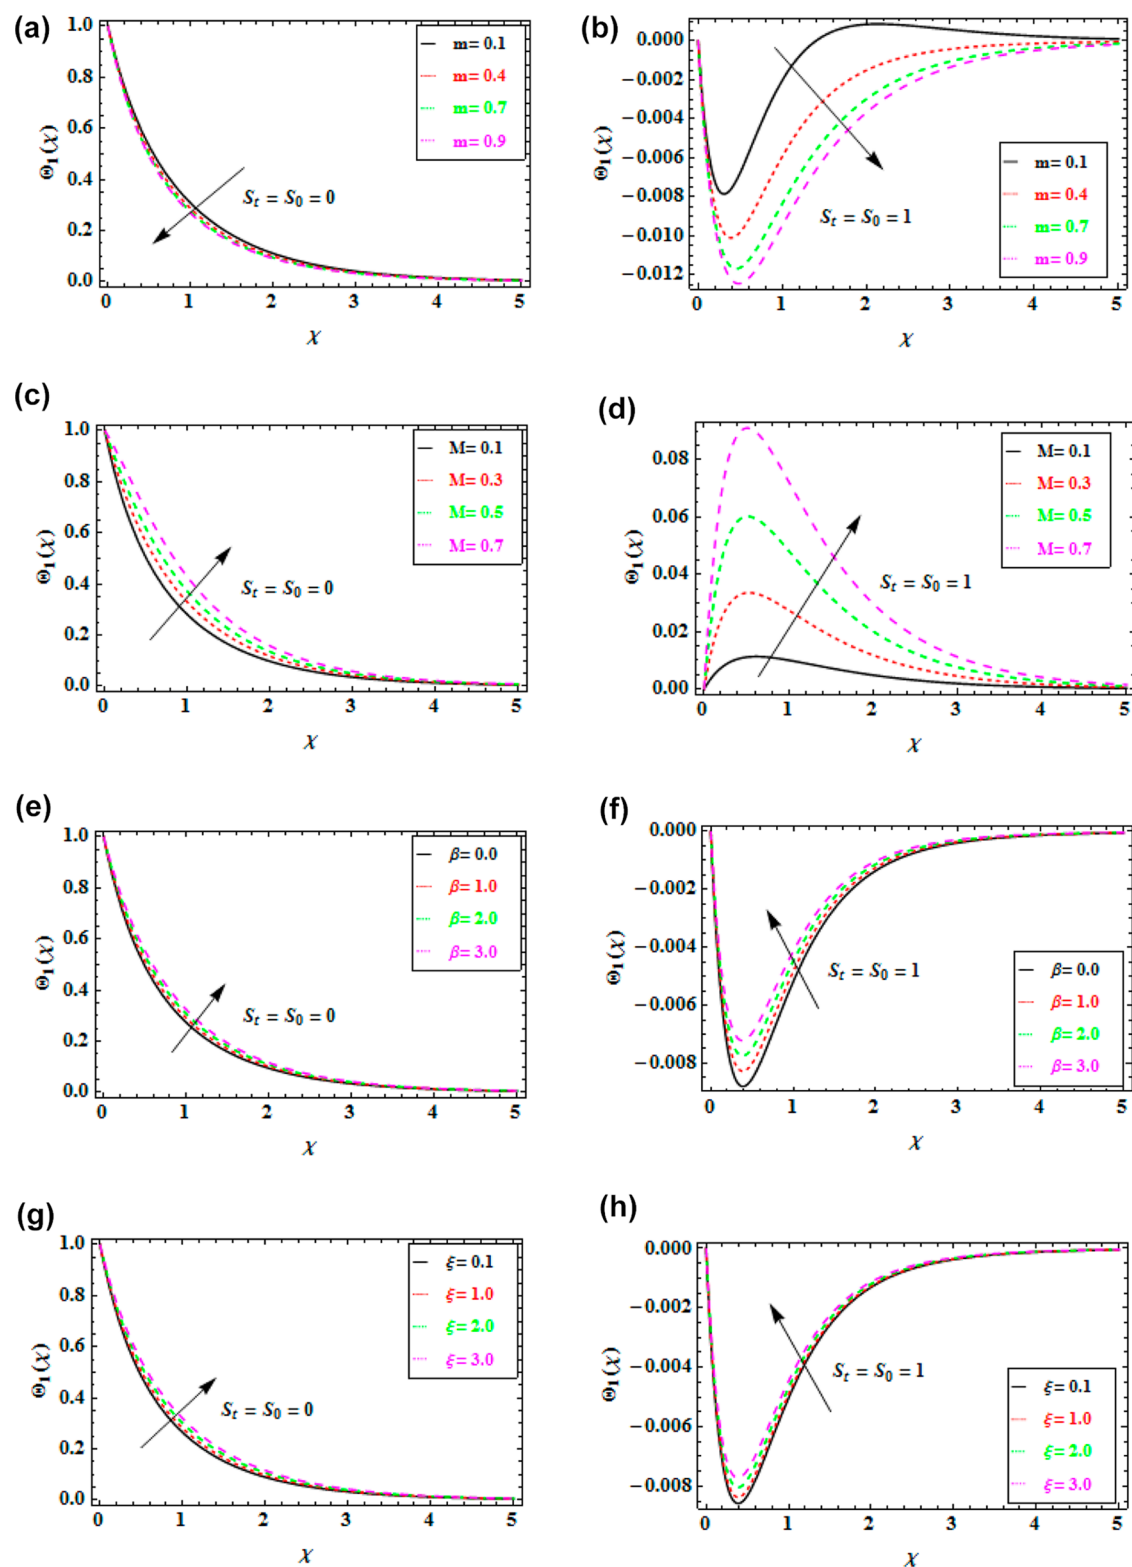 (a)
1.0
0.8
0.6
0.4
0.2
0.0
Θ₁(χ)
m= 0.1
m= 0.4
m= 0.7
m= 0.9
Sₜ = S₀ = 0
0 1 2 3 4 5
χ
(b)
0.000
−0.002
−0.004
−0.006
−0.008
−0.010
−0.012
Θ₁(χ)
Sₜ = S₀ = 1
m= 0.1
m= 0.4
m= 0.7
m= 0.9
0 1 2 3 4 5
χ
(c)
1.0
0.8
0.6
0.4
0.2
0.0
Θ₁(χ)
M= 0.1
M= 0.3
M= 0.5
M= 0.7
Sₜ = S₀ = 0
0 1 2 3 4 5
χ
(d)
0.08
0.06
0.04
0.02
0.00
Θ₁(χ)
M= 0.1
M= 0.3
M= 0.5
M= 0.7
Sₜ = S₀ = 1
0 1 2 3 4 5
χ
(e)
1.0
0.8
0.6
0.4
0.2
0.0
Θ₁(χ)
β= 0.0
β= 1.0
β= 2.0
β= 3.0
Sₜ = S₀ = 0
0 1 2 3 4 5
χ
(f)
0.000
−0.002
−0.004
−0.006
−0.008
Θ₁(χ)
Sₜ = S₀ = 1
β= 0.0
β= 1.0
β= 2.0
β= 3.0
0 1 2 3 4 5
χ
(g)
1.0
0.8
0.6
0.4
0.2
0.0
Θ₁(χ)
ξ= 0.1
ξ= 1.0
ξ= 2.0
ξ= 3.0
Sₜ = S₀ = 0
0 1 2 3 4 5
χ
(h)
0.000
−0.002
−0.004
−0.006
−0.008
Θ₁(χ)
Sₜ = S₀ = 1
ξ= 0.1
ξ= 1.0
ξ= 2.0
ξ= 3.0
0 1 2 3 4 5
χ